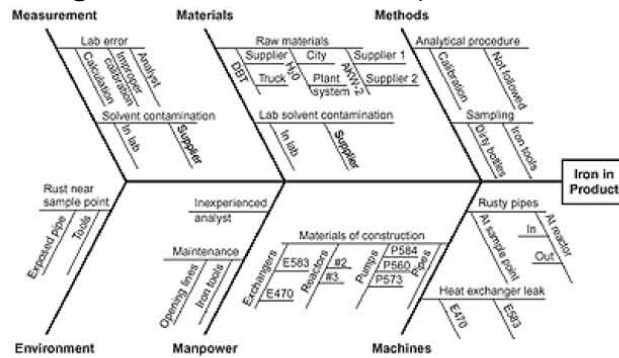 Measurement
Materials
Methods
Lab error
Calculation
Improper calibration
Analyst
Solvent contamination
In lab
Supplier
Raw materials
DBT
Supplier
Truck
H20
City
Plant system
AKW-2
Supplier 1
Supplier 2
Lab solvent contamination
In lab
Supplier
Analytical procedure
Calibration
Not followed
Sampling
Dirty bottles
Iron tools
Iron in
Product
Rust near
sample point
Exposed pipe
Tools
Inexperienced
analyst
Maintenance
Opening lines
Iron tools
Materials of construction
Exchangers
E583
E470
Reactors
#2
#3
Pumps
P584
P560
P573
Pipes
Rusty pipes
At sample point
At reactor
In
Out
Heat exchanger leak
E470
E583
Environment
Manpower
Machines